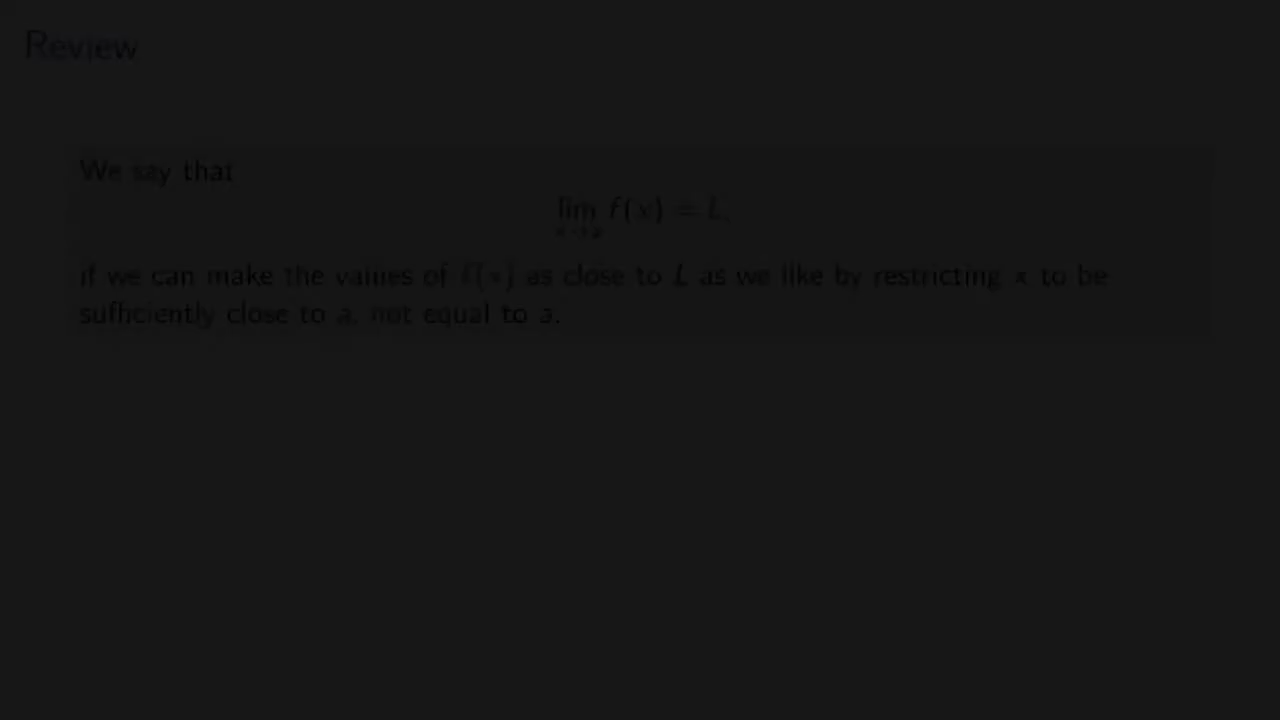 Review
We say that
lim f(x) = L,
x→a
if we can make the values of f(x) as close to L as we like by restricting x to be
sufficiently close to a, not equal to a.